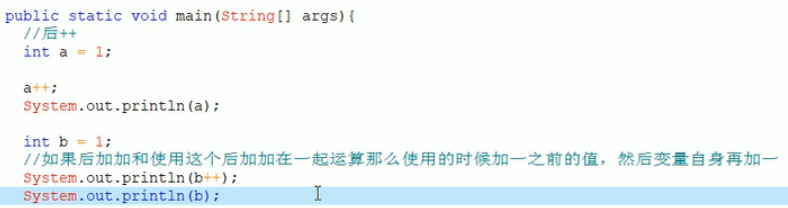 public static void main(String[] args){
//后++
int a = 1;
a++;
System.out.println(a);
int b = 1;
//如果后加加和使用这个后加加在一起运算那么使用的时候加一之前的值，然后变量自身再加一
System.out.println(b++);
System.out.println(b);